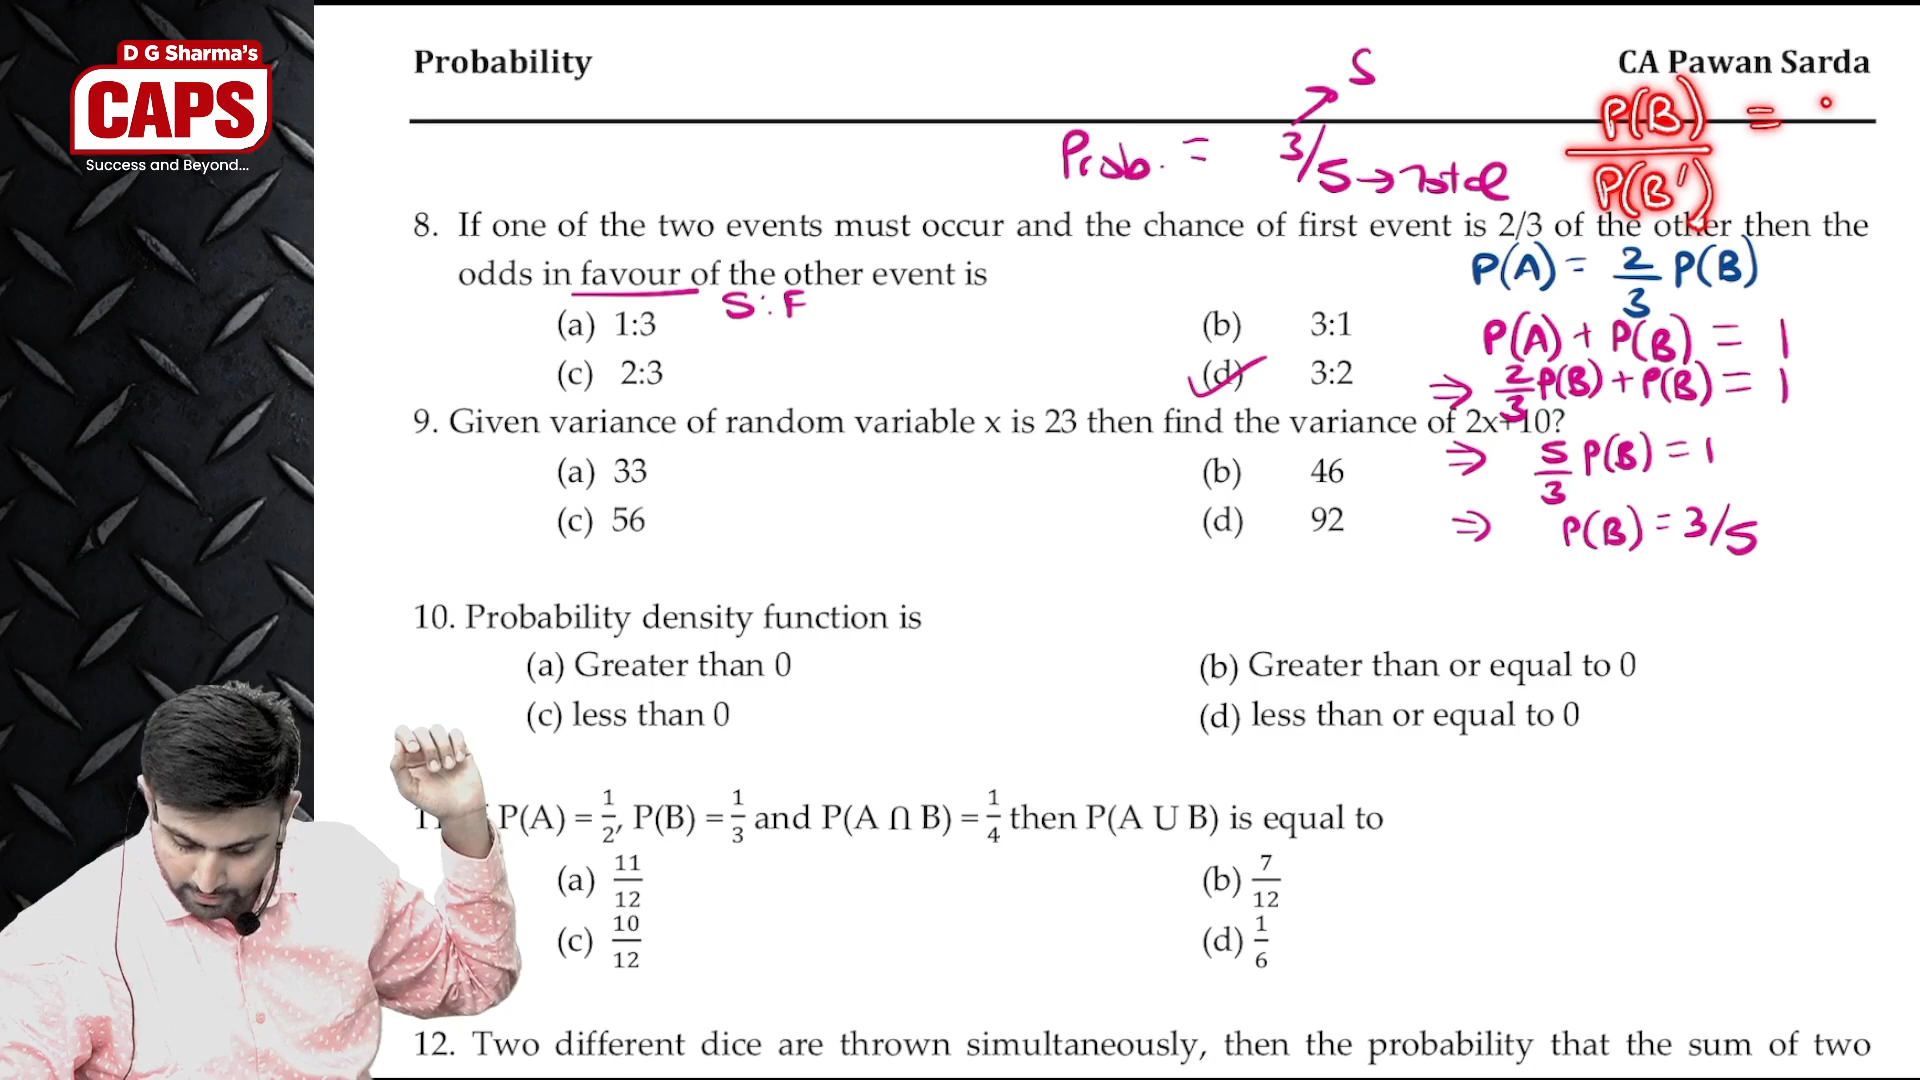 D G Sharma's
CAPS
Success and Beyond...
Probability
CA Pawan Sarda
S
Prob. = 3/5 → Total
P(B) / P(B') =
8. If one of the two events must occur and the chance of first event is 2/3 of the other then the
odds in favour of the other event is
S : F
P(A) = 2/3 P(B)
(a) 1:3
(b) 3:1
P(A) + P(B) = 1
(c) 2:3
(d) 3:2
⇒ 2/3 P(B) + P(B) = 1
9. Given variance of random variable x is 23 then find the variance of 2x+10?
⇒ 5/3 P(B) = 1
(a) 33
(b) 46
(c) 56
(d) 92
⇒ P(B) = 3/5
10. Probability density function is
(a) Greater than 0
(b) Greater than or equal to 0
(c) less than 0
(d) less than or equal to 0
P(A) = 1/2, P(B) = 1/3 and P(A ∩ B) = 1/4 then P(A ∪ B) is equal to
(a) 11/12
(b) 7/12
(c) 10/12
(d) 1/6
12. Two different dice are thrown simultaneously, then the probability that the sum of two